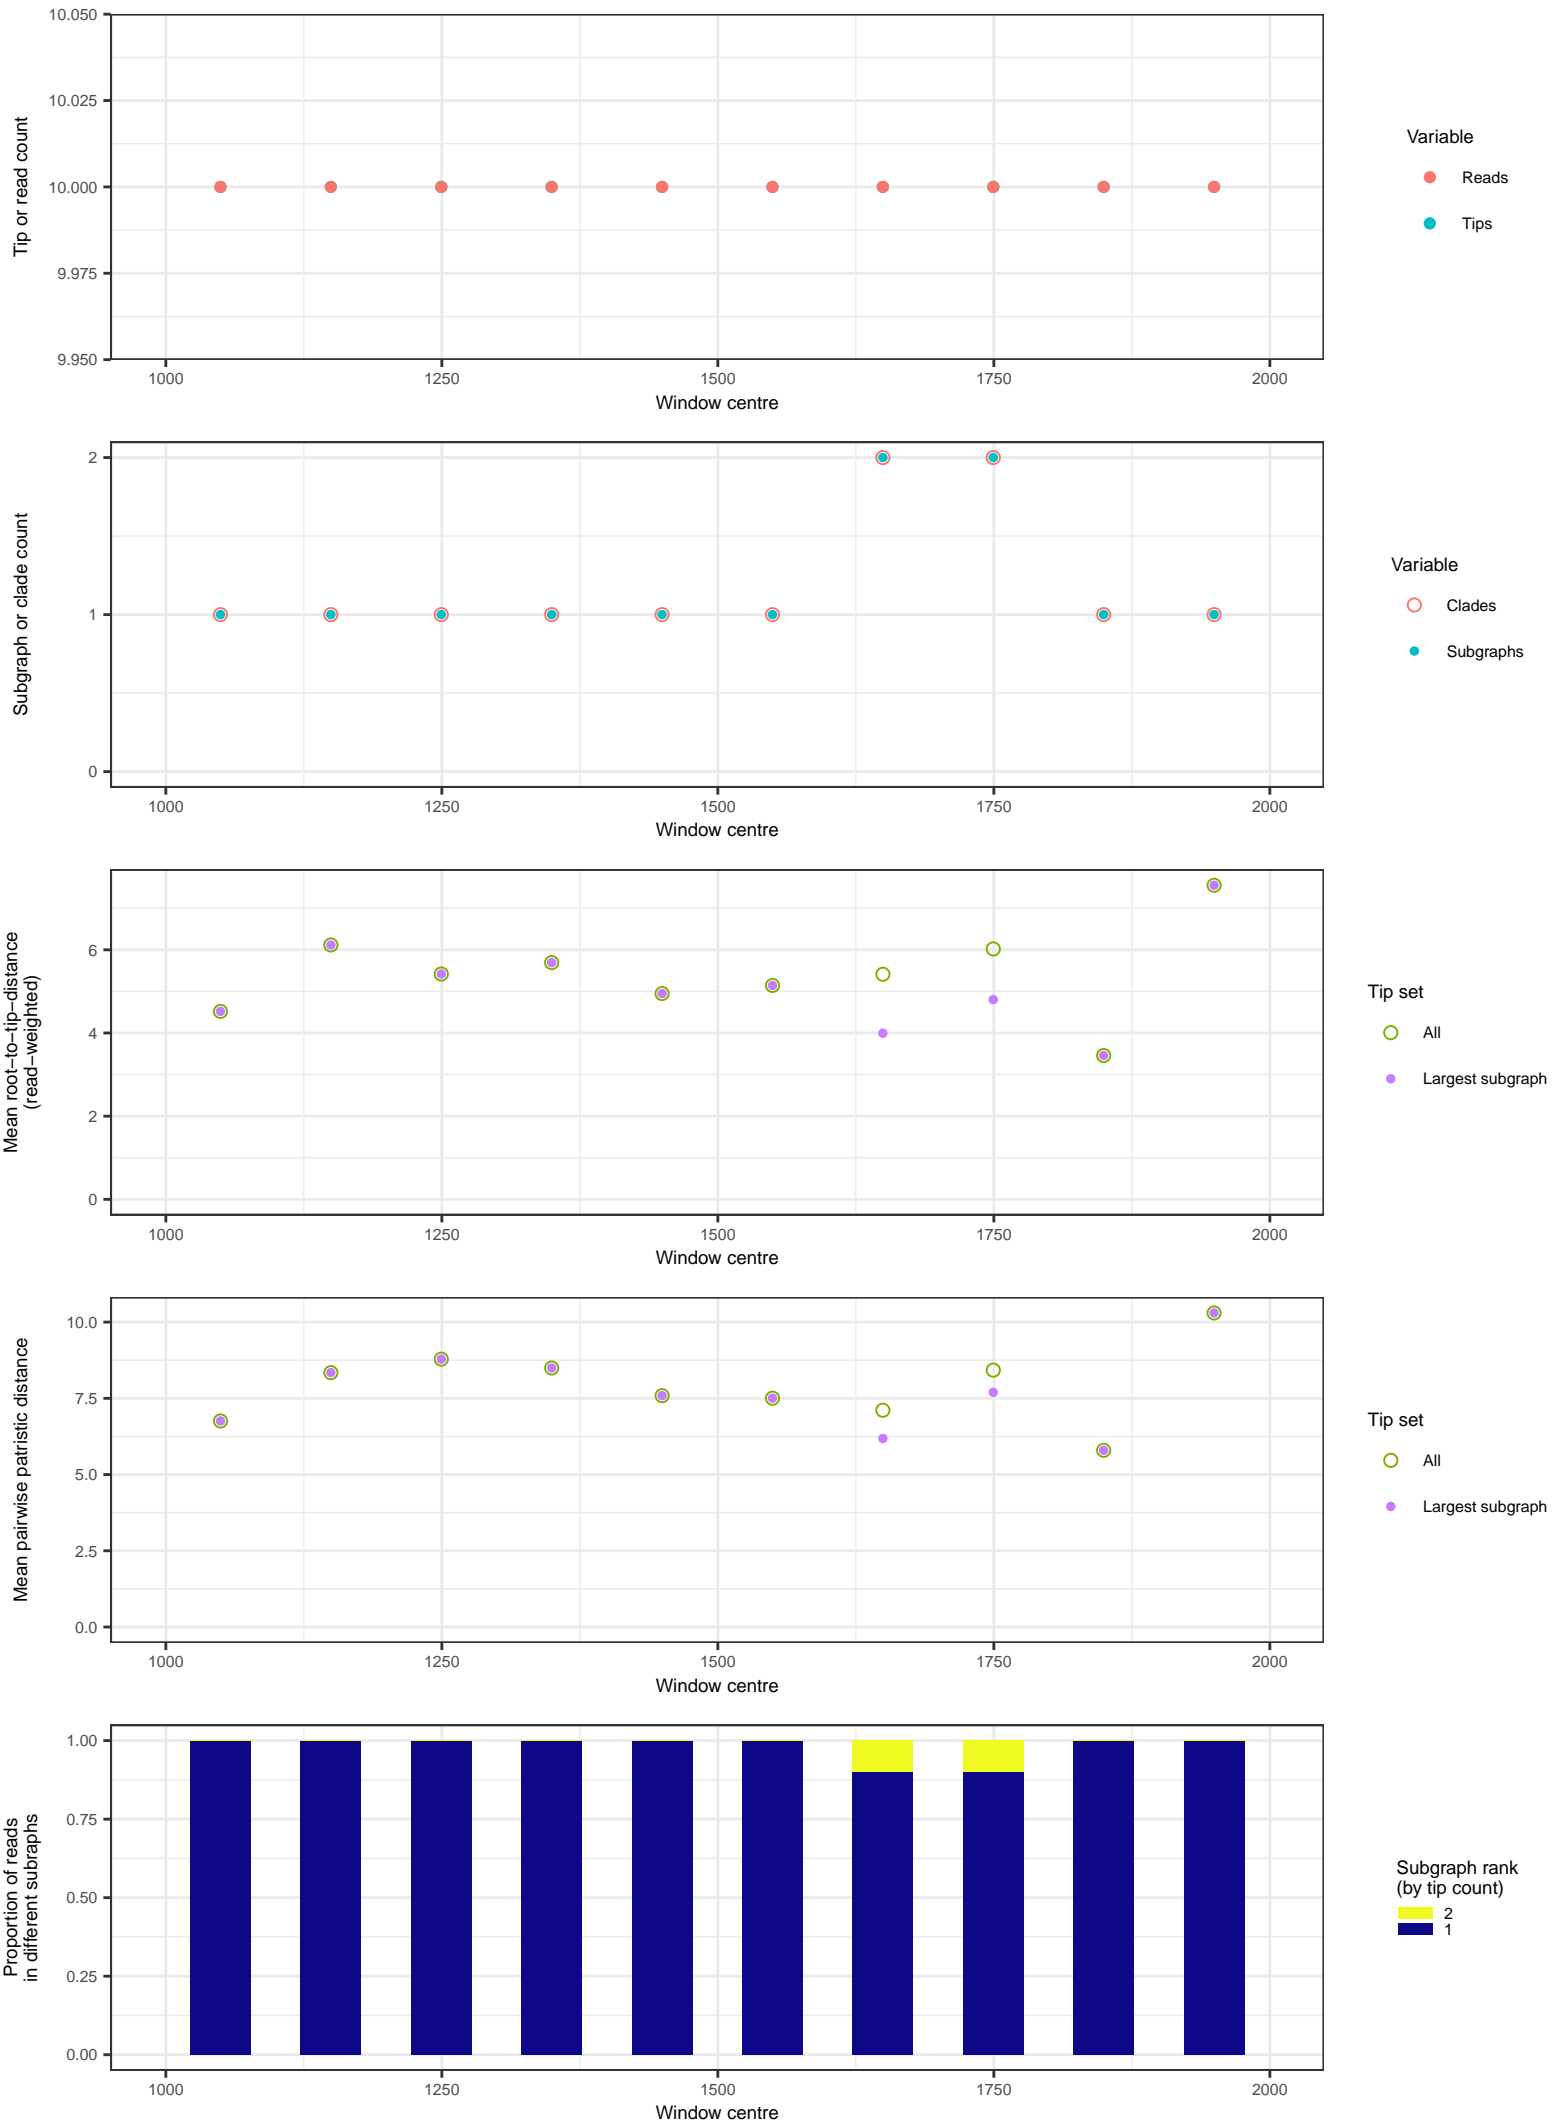 10.050
10.025
10.000
9.975
9.950
Tip or read count
1000 1250 1500 1750 2000
Window centre
Variable
Reads
Tips
2
1
0
Subgraph or clade count
1000 1250 1500 1750 2000
Window centre
Variable
Clades
Subgraphs
6
4
2
0
Mean root−to−tip−distance
(read−weighted)
1000 1250 1500 1750 2000
Window centre
Tip set
All
Largest subgraph
10.0
7.5
5.0
2.5
0.0
Mean pairwise patristic distance
1000 1250 1500 1750 2000
Window centre
Tip set
All
Largest subgraph
1.00
0.75
0.50
0.25
0.00
Proportion of reads
in different subraphs
1000 1250 1500 1750 2000
Window centre
Subgraph rank
(by tip count)
2
1